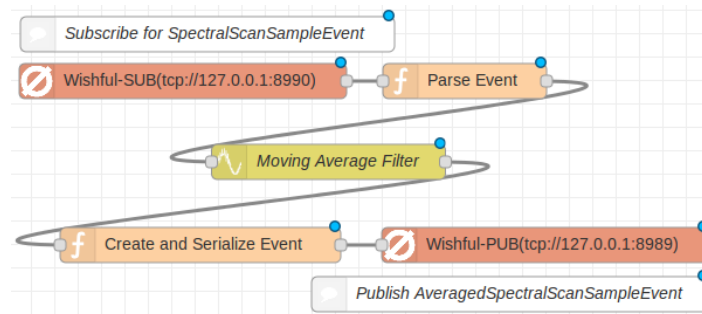 Subscribe for SpectralScanSampleEvent
Wishful-SUB(tcp://127.0.0.1:8990)
Parse Event
Moving Average Filter
Create and Serialize Event
Wishful-PUB(tcp://127.0.0.1:8989)
Publish AveragedSpectralScanSampleEvent